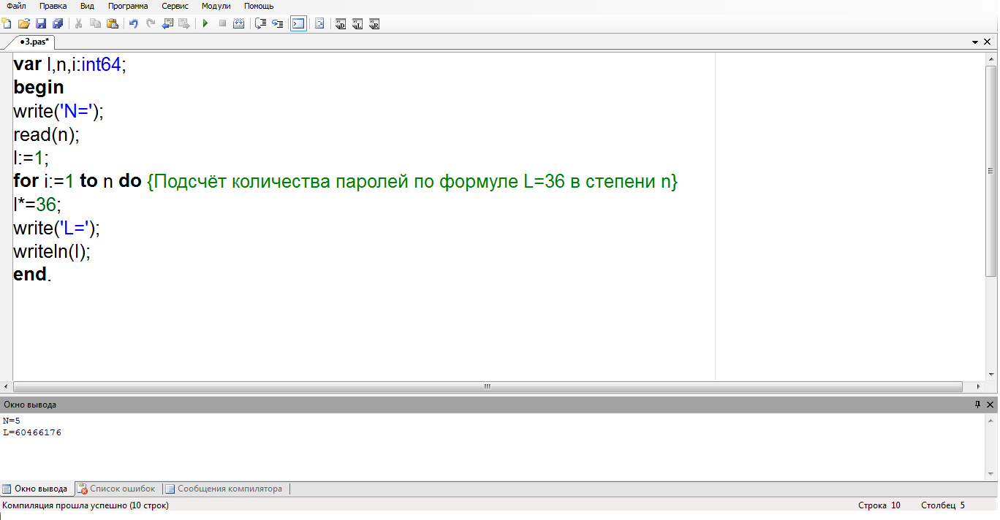 Файл Правка Вид Программа Сервис Модули Помощь
●3.pas*
var l,n,i:int64;
begin
write('N=');
read(n);
l:=1;
for i:=1 to n do {Подсчёт количества паролей по формуле L=36 в степени n}
l*=36;
write('L=');
writeln(l);
end.
Окно вывода
N=5
L=60466176
Окно вывода Список ошибок Сообщения компилятора
Компиляция прошла успешно (10 строк) Строка 10 Столбец 5